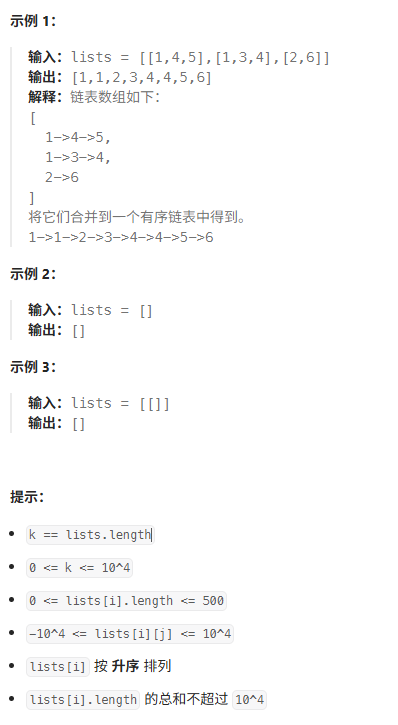 示例 1：
输入：lists = [[1,4,5],[1,3,4],[2,6]]
输出：[1,1,2,3,4,4,5,6]
解释：链表数组如下：
[
  1->4->5,
  1->3->4,
  2->6
]
将它们合并到一个有序链表中得到。
1->1->2->3->4->4->5->6
示例 2：
输入：lists = []
输出：[]
示例 3：
输入：lists = [[]]
输出：[]
提示：
• k == lists.length
• 0 <= k <= 10^4
• 0 <= lists[i].length <= 500
• -10^4 <= lists[i][j] <= 10^4
• lists[i] 按 升序 排列
• lists[i].length 的总和不超过 10^4